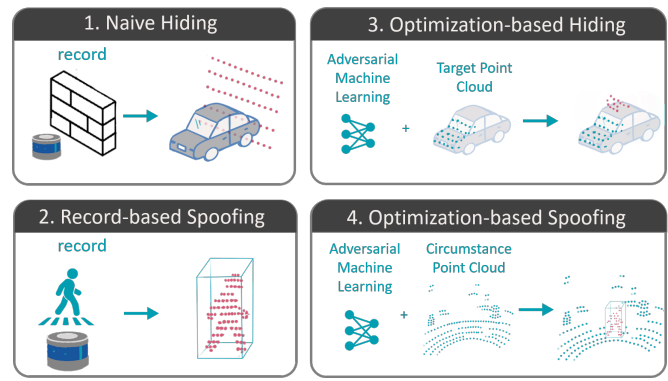 1. Naive Hiding
record
3. Optimization-based Hiding
Adversarial
Machine
Learning
+
Target Point
Cloud
2. Record-based Spoofing
record
4. Optimization-based Spoofing
Adversarial
Machine
Learning
+
Circumstance
Point Cloud